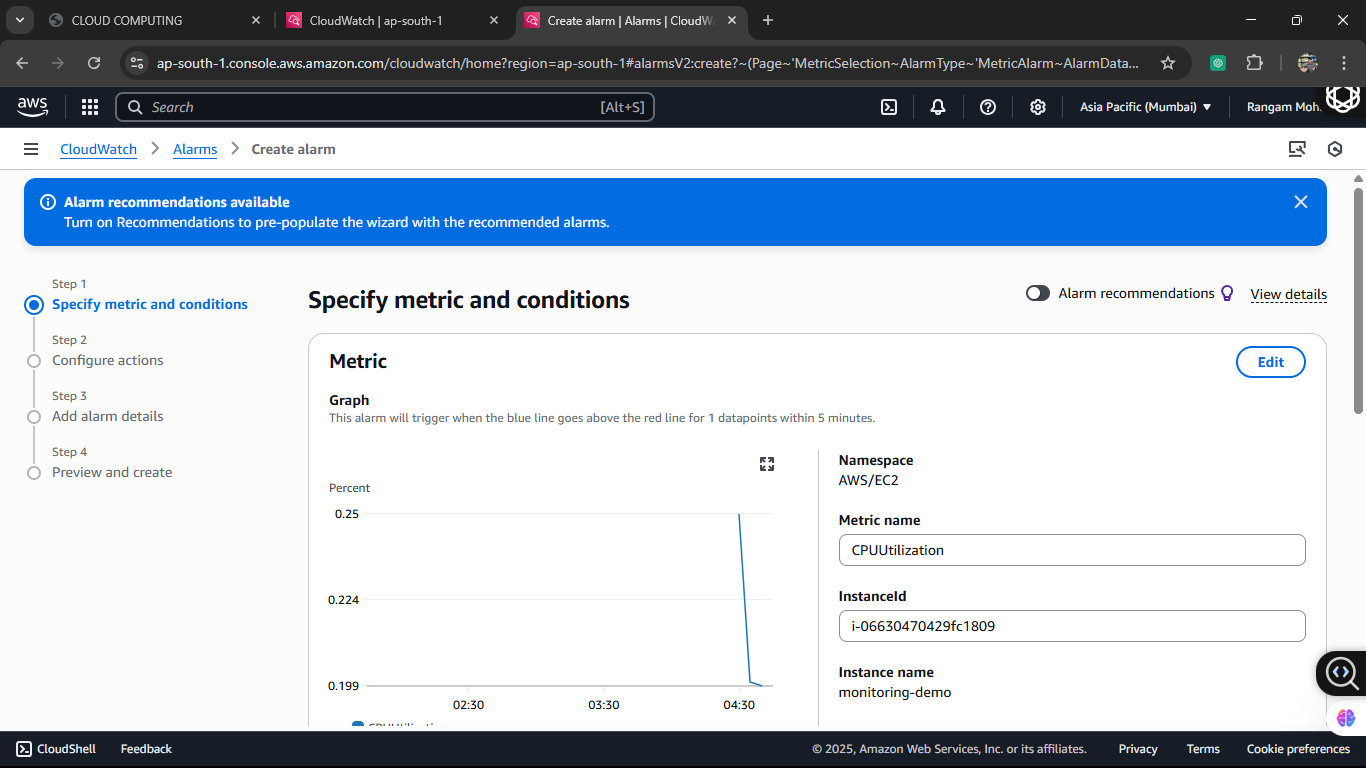 CLOUD COMPUTING
CloudWatch | ap-south-1
Create alarm | Alarms | CloudW
ap-south-1.console.aws.amazon.com/cloudwatch/home?region=ap-south-1#alarmsV2:create?~(Page~'MetricSelection~AlarmType~'MetricAlarm~AlarmData...
aws
Search
[Alt+S]
Asia Pacific (Mumbai)
Rangam Moh
CloudWatch
Alarms
Create alarm
Alarm recommendations available
Turn on Recommendations to pre-populate the wizard with the recommended alarms.
Step 1
Specify metric and conditions
Step 2
Configure actions
Step 3
Add alarm details
Step 4
Preview and create
Specify metric and conditions
Alarm recommendations
View details
Metric
Edit
Graph
This alarm will trigger when the blue line goes above the red line for 1 datapoints within 5 minutes.
Percent
0.25
0.224
0.199
02:30
03:30
04:30
CPUUtilization
Namespace
AWS/EC2
Metric name
CPUUtilization
InstanceId
i-06630470429fc1809
Instance name
monitoring-demo
CloudShell
Feedback
© 2025, Amazon Web Services, Inc. or its affiliates.
Privacy
Terms
Cookie preferences